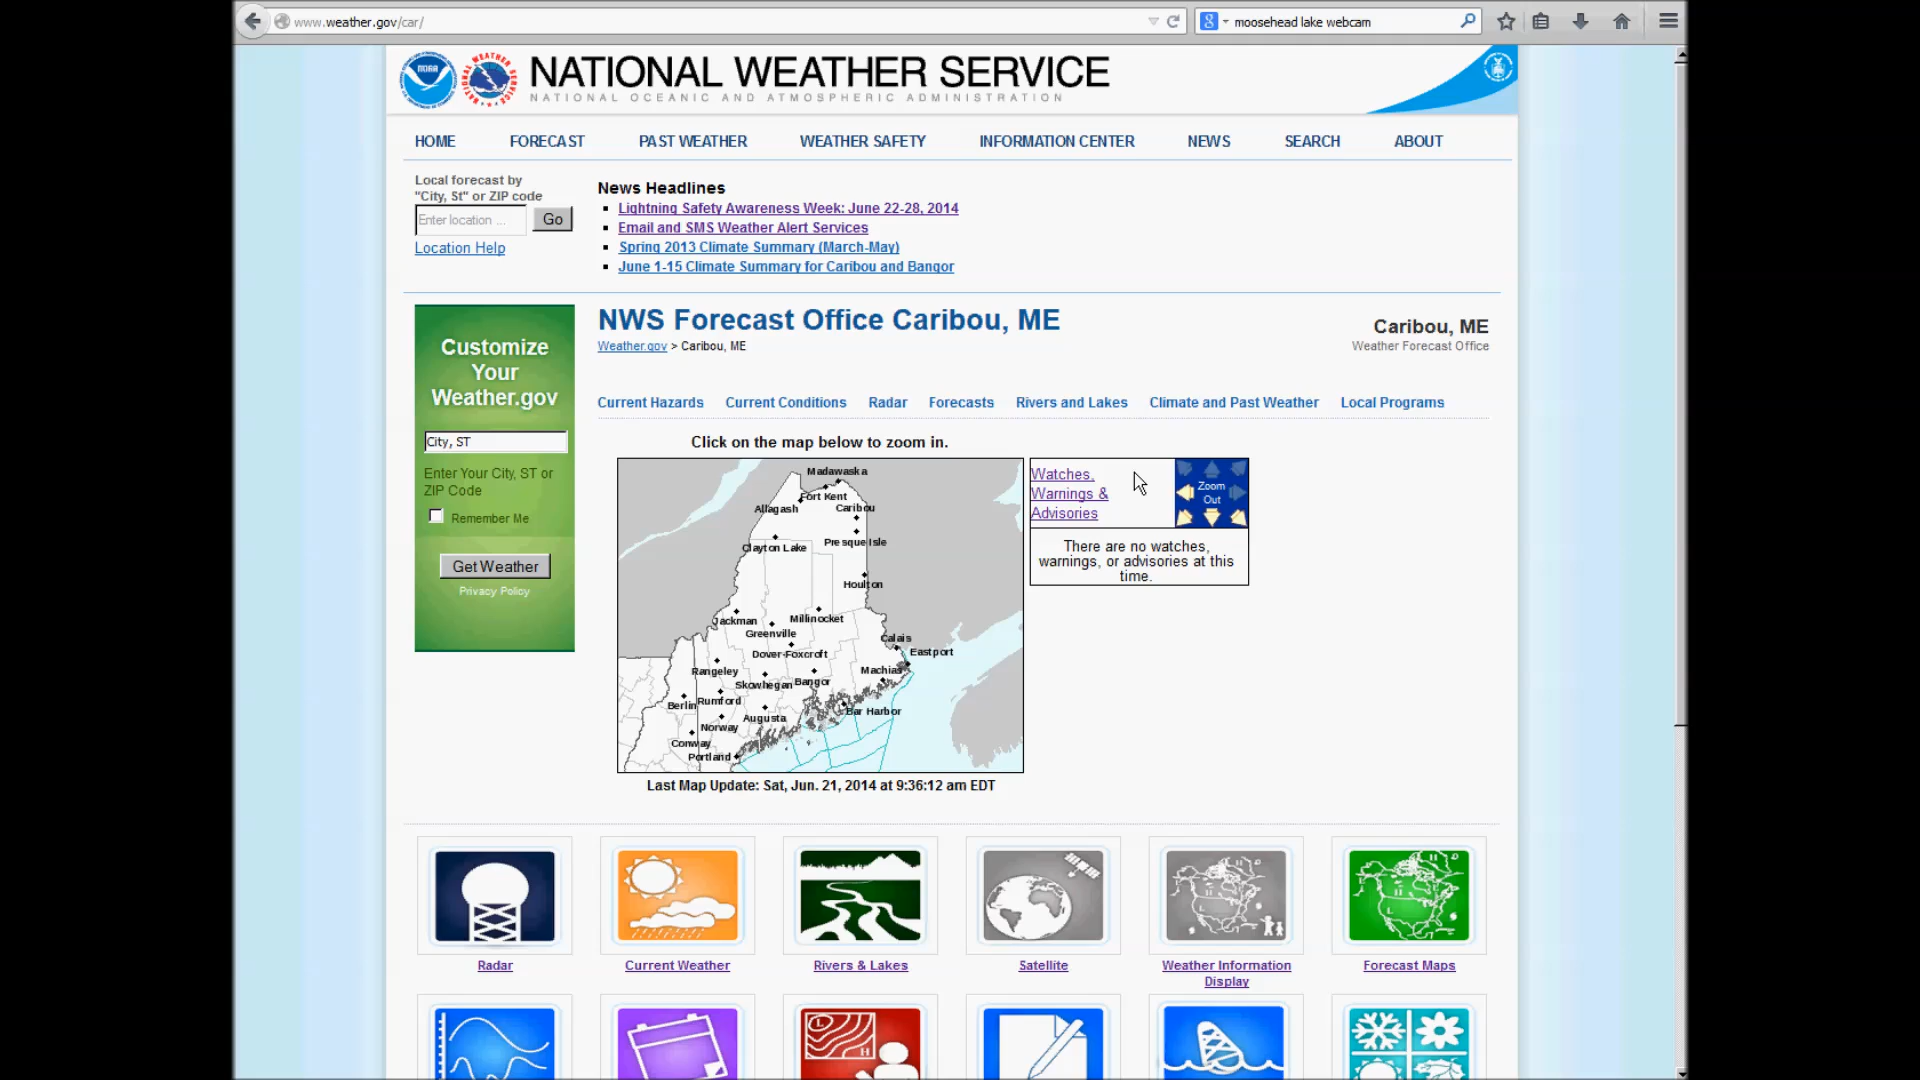 www.weather.gov/car/
moosehead lake webcam
NOAA
NATIONAL WEATHER SERVICE
NATIONAL OCEANIC AND ATMOSPHERIC ADMINISTRATION
HOME FORECAST PAST WEATHER WEATHER SAFETY INFORMATION CENTER NEWS SEARCH ABOUT
Local forecast by
"City, St" or ZIP code
Enter location ...
Go
Location Help
News Headlines
Lightning Safety Awareness Week: June 22-28, 2014
Email and SMS Weather Alert Services
Spring 2013 Climate Summary (March-May)
June 1-15 Climate Summary for Caribou and Bangor
Customize
Your
Weather.gov
City, ST
Enter Your City, ST or
ZIP Code
Remember Me
Get Weather
Privacy Policy
NWS Forecast Office Caribou, ME
Weather.gov > Caribou, ME
Caribou, ME
Weather Forecast Office
Current Hazards Current Conditions Radar Forecasts Rivers and Lakes Climate and Past Weather Local Programs
Click on the map below to zoom in.
Madawaska
Fort Kent
Allagash
Caribou
Presque Isle
Clayton Lake
Houlton
Millinocket
Jackman
Greenville
Calais
Eastport
Dover-Foxcroft
Rangeley
Machias
Skowhegan
Bangor
Berlin
Rumford
Bar Harbor
Augusta
Norway
Conway
Portland
Last Map Update: Sat, Jun. 21, 2014 at 9:36:12 am EDT
Watches,
Warnings &
Advisories
Zoom
Out
There are no watches,
warnings, or advisories at this
time.
Radar
Current Weather
Rivers & Lakes
Satellite
Weather Information
Display
Forecast Maps